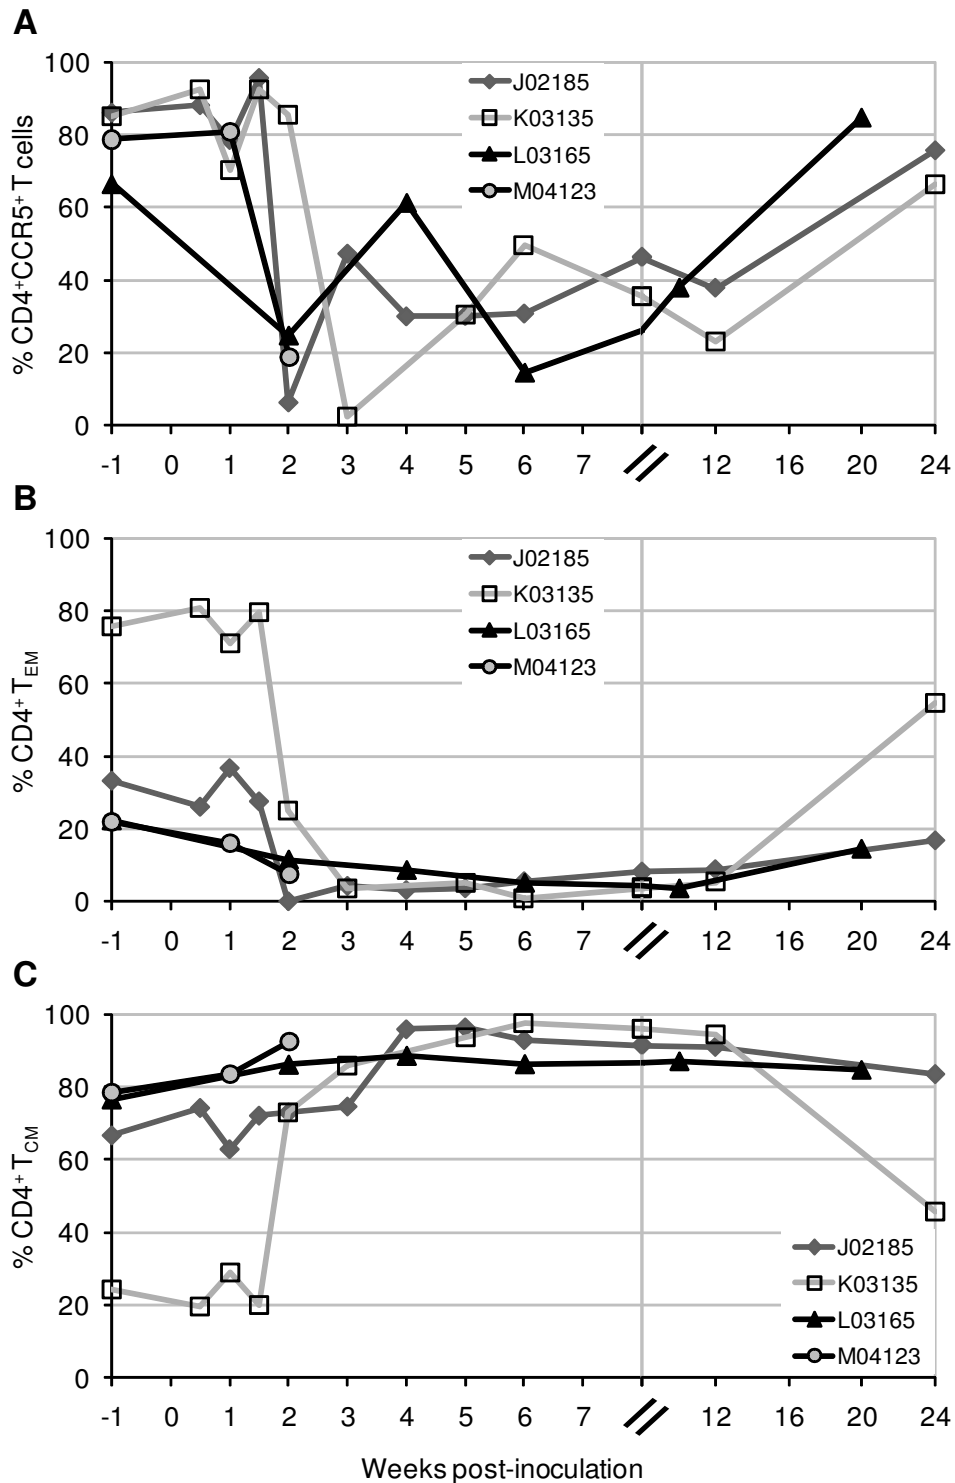 A
% CD4⁺CCR5⁺ T cells
100
80
60
40
20
0
J02185
K03135
L03165
M04123
-1 0 1 2 3 4 5 6 7 // 12 16 20 24
B
% CD4⁺ T_EM
100
80
60
40
20
0
J02185
K03135
L03165
M04123
-1 0 1 2 3 4 5 6 7 // 12 16 20 24
C
% CD4⁺ T_CM
100
80
60
40
20
0
J02185
K03135
L03165
M04123
-1 0 1 2 3 4 5 6 7 // 12 16 20 24
Weeks post-inoculation